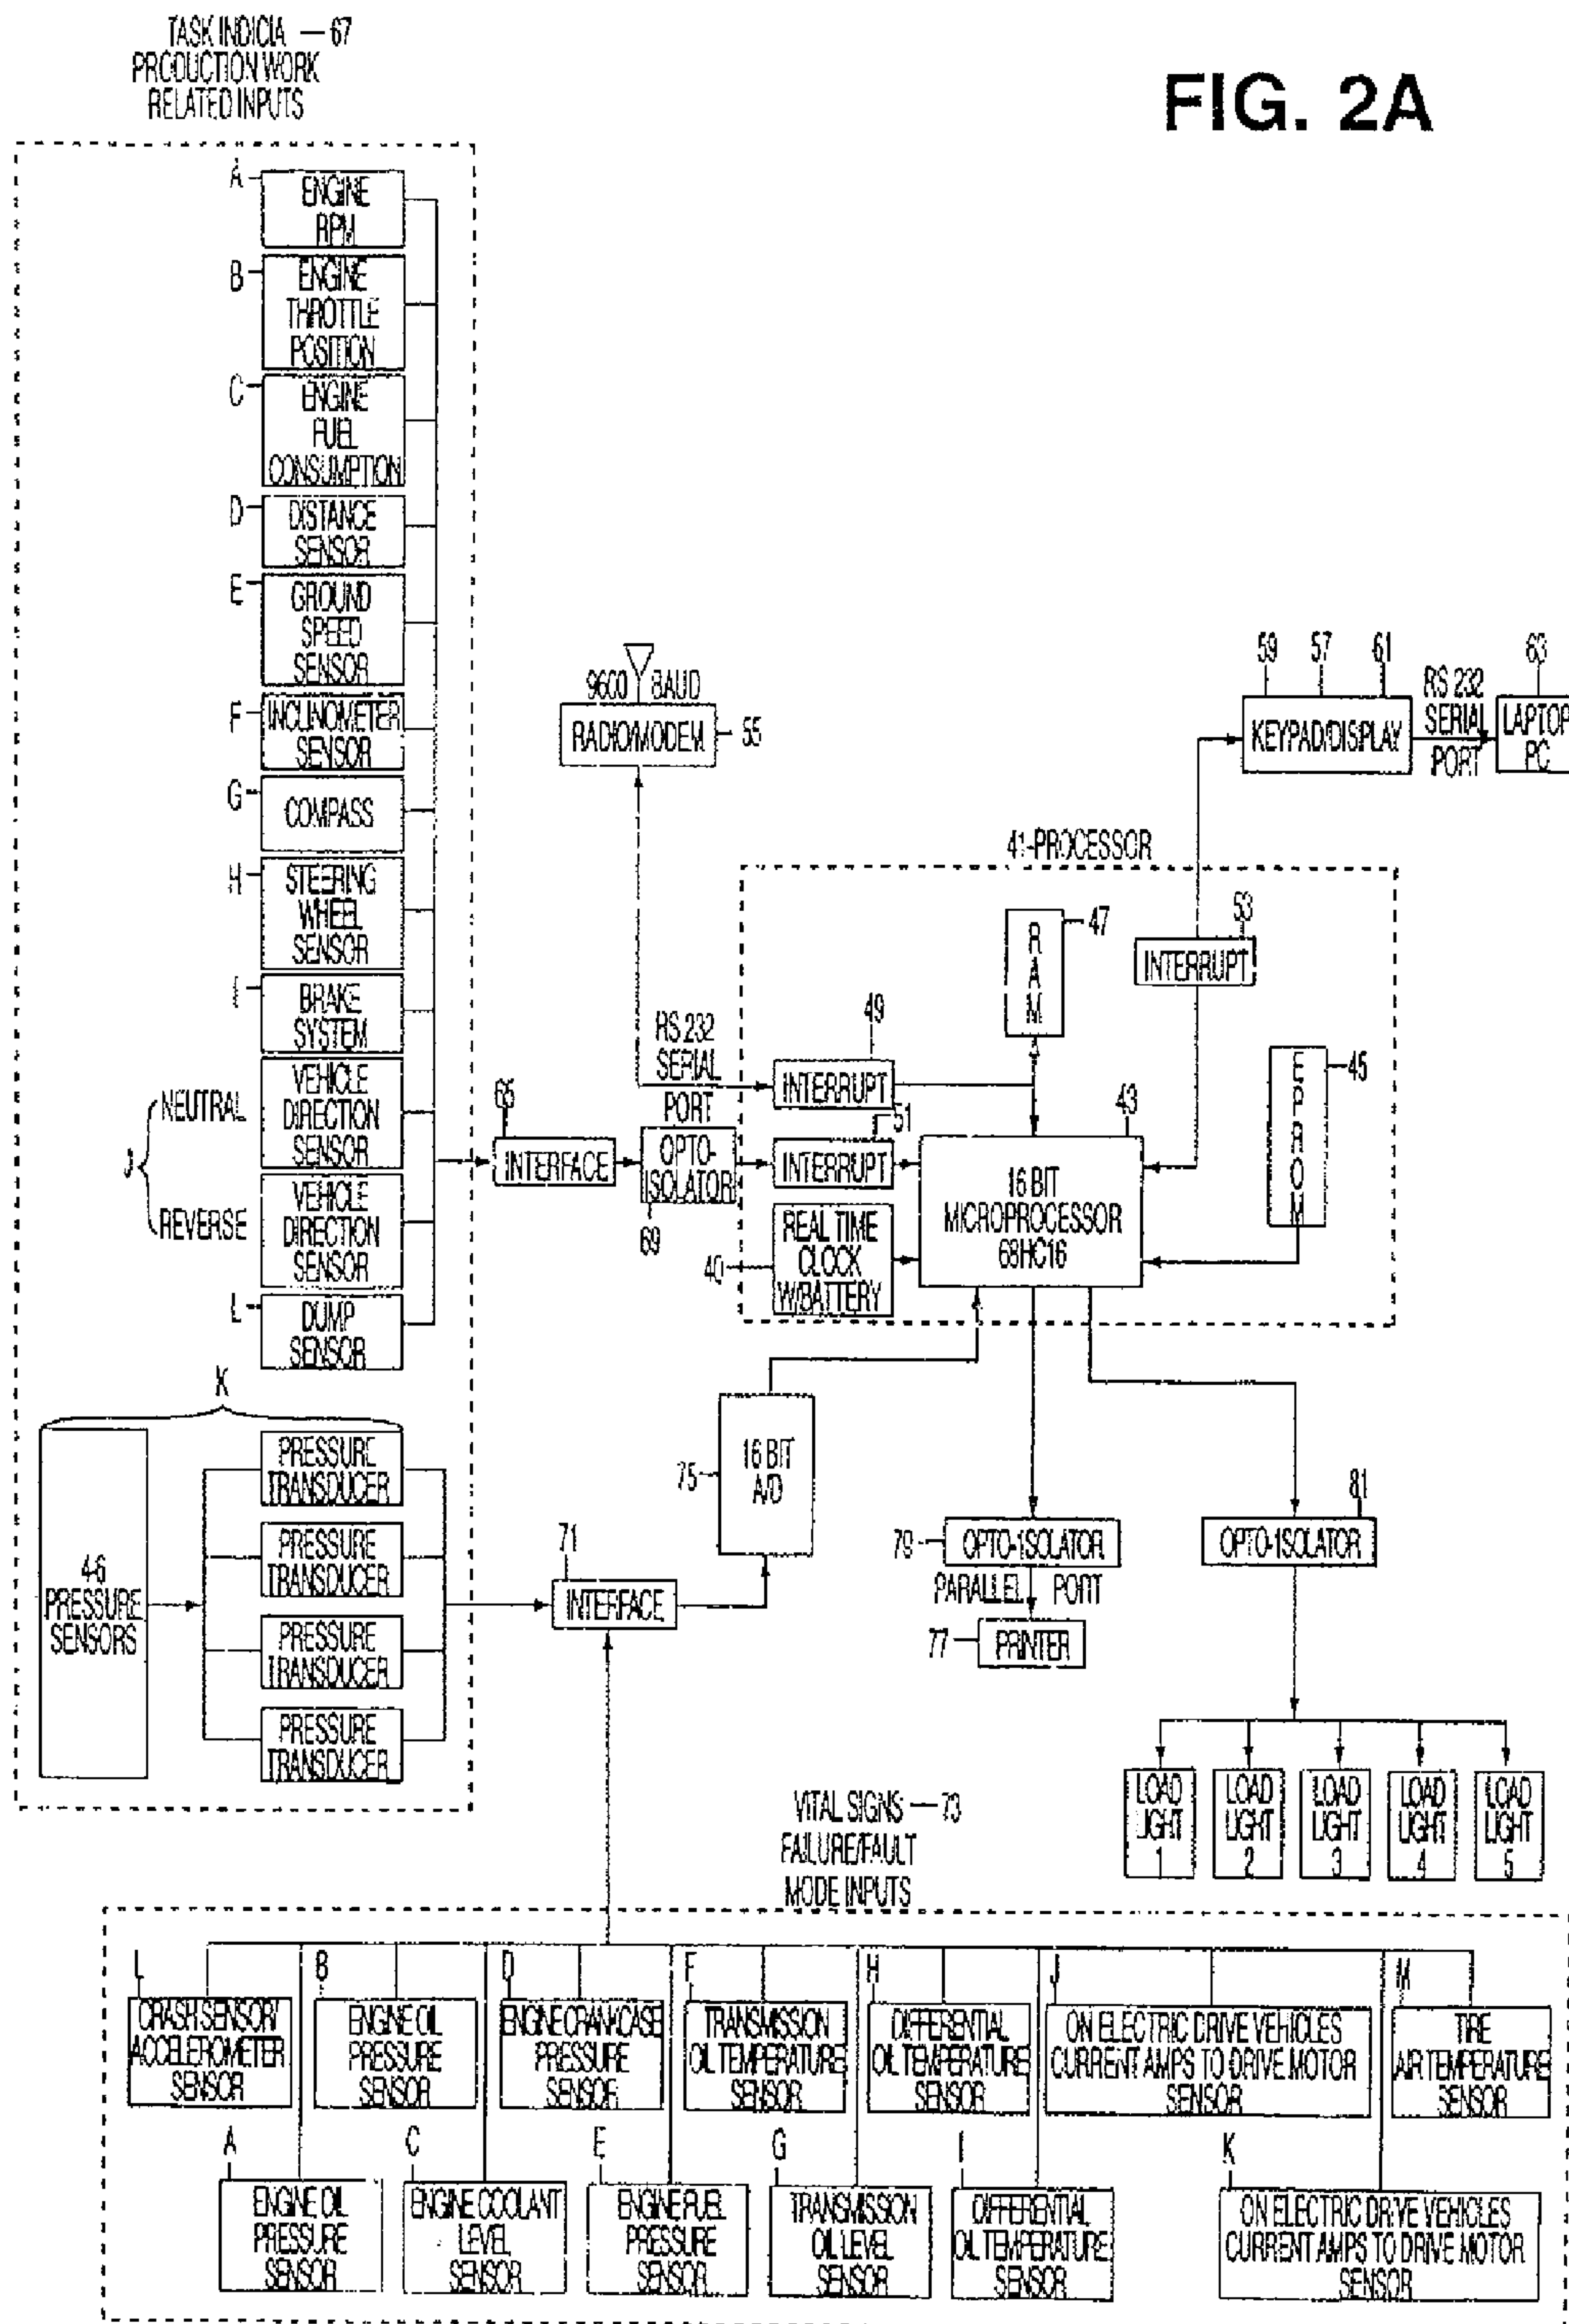 TASK INDICIA — 67
PRODUCTION WORK
RELATED INPUTS
FIG. 2A
A
ENGINE
RPM
B
ENGINE
THROTTLE
POSITION
C
ENGINE
FUEL
CONSUMPTION
D
DISTANCE
SENSOR
E
GROUND
SPEED
SENSOR
F
INCLINOMETER
SENSOR
G
COMPASS
H
STEERING
WHEEL
SENSOR
I
BRAKE
SYSTEM
J
NEUTRAL
VEHICLE
DIRECTION
SENSOR
REVERSE
VEHICLE
DIRECTION
SENSOR
L
DUMP
SENSOR
K
4-6
PRESSURE
SENSORS
PRESSURE
TRANSDUCER
PRESSURE
TRANSDUCER
PRESSURE
TRANSDUCER
PRESSURE
TRANSDUCER
65
INTERFACE
OPTO-
ISOLATOR
69
9600 BAUD
RADIO/MODEM
55
RS 232
SERIAL
PORT
59
57
61
KEYPAD/DISPLAY
RS 232
SERIAL
PORT
63
LAPTOP
PC
41-PROCESSOR
RAM
47
53
INTERRUPT
49
INTERRUPT
51
INTERRUPT
EPROM
45
43
16 BIT
MICROPROCESSOR
68HC16
40
REAL TIME
CLOCK
W/BATTERY
75
16 BIT
A/D
71
INTERFACE
79
OPTO-1SOLATOR
PARALLEL PORT
77
PRINTER
81
OPTO-1SOLATOR
LOAD
LIGHT
1
LOAD
LIGHT
2
LOAD
LIGHT
3
LOAD
LIGHT
4
LOAD
LIGHT
5
VITAL SIGNS — 73
FAILURE/FAULT
MODE INPUTS
L
CRASH SENSOR/
ACCELEROMETER
SENSOR
B
ENGINE OIL
PRESSURE
SENSOR
D
ENGINE CRANKCASE
PRESSURE
SENSOR
F
TRANSMISSION
OIL TEMPERATURE
SENSOR
H
DIFFERENTIAL
OIL TEMPERATURE
SENSOR
J
ON ELECTRIC DRIVE VEHICLES
CURRENT AMPS TO DRIVE MOTOR
SENSOR
M
TIRE
AIR TEMPERATURE
SENSOR
A
ENGINE OIL
PRESSURE
SENSOR
C
ENGINE COOLANT
LEVEL
SENSOR
E
ENGINE FUEL
PRESSURE
SENSOR
G
TRANSMISSION
OIL LEVEL
SENSOR
I
DIFFERENTIAL
OIL TEMPERATURE
SENSOR
K
ON ELECTRIC DRIVE VEHICLES
CURRENT AMPS TO DRIVE MOTOR
SENSOR